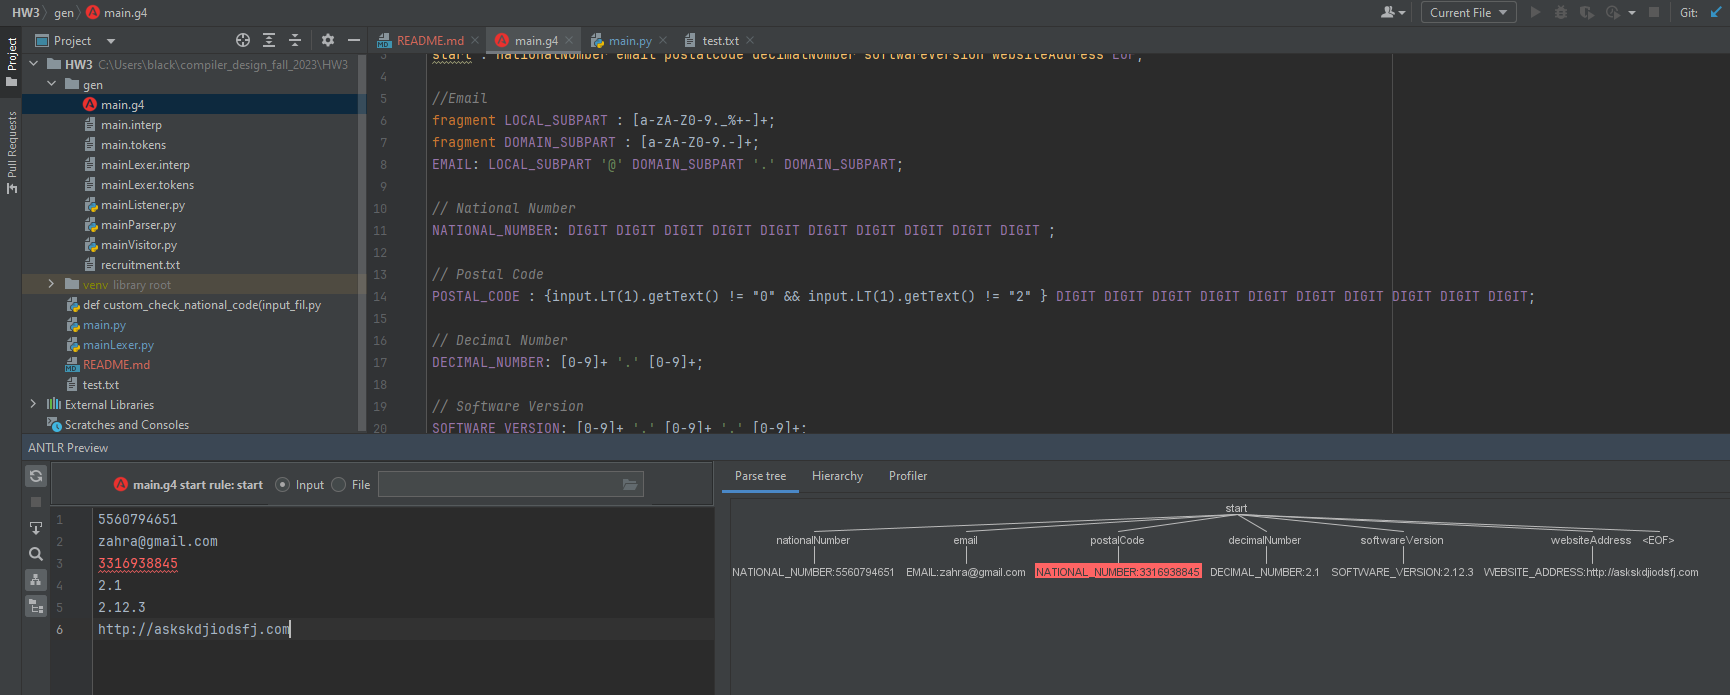 HW3 gen main.g4
Current File
Git:
Project
Pull Requests
Project
README.md
main.g4
main.py
test.txt
HW3 C:\Users\black\compiler_design_fall_2023\HW3
gen
main.g4
main.interp
main.tokens
mainLexer.interp
mainLexer.tokens
mainListener.py
mainParser.py
mainVisitor.py
recruitment.txt
venv library root
def custom_check_national_code(input_fil.py
main.py
mainLexer.py
README.md
test.txt
External Libraries
Scratches and Consoles
3 start : nationalNumber email postalCode decimalNumber softwareVersion websiteAddress EOF;
4
5 //Email
6 fragment LOCAL_SUBPART : [a-zA-Z0-9._%+-]+;
7 fragment DOMAIN_SUBPART : [a-zA-Z0-9.-]+;
8 EMAIL: LOCAL_SUBPART '@' DOMAIN_SUBPART '.' DOMAIN_SUBPART;
9
10 // National Number
11 NATIONAL_NUMBER: DIGIT DIGIT DIGIT DIGIT DIGIT DIGIT DIGIT DIGIT DIGIT DIGIT ;
12
13 // Postal Code
14 POSTAL_CODE : {input.LT(1).getText() != "0" && input.LT(1).getText() != "2" } DIGIT DIGIT DIGIT DIGIT DIGIT DIGIT DIGIT DIGIT DIGIT DIGIT;
15
16 // Decimal Number
17 DECIMAL_NUMBER: [0-9]+ '.' [0-9]+;
18
19 // Software Version
20 SOFTWARE_VERSION: [0-9]+ '.' [0-9]+ '.' [0-9]+;
ANTLR Preview
main.g4 start rule: start Input File
1 5560794651
2 zahra@gmail.com
3 3316938845
4 2.1
5 2.12.3
6 http://askskdjiodsfj.com
Parse tree Hierarchy Profiler
start
nationalNumber email postalCode decimalNumber softwareVersion websiteAddress <EOF>
NATIONAL_NUMBER:5560794651 EMAIL:zahra@gmail.com NATIONAL_NUMBER:3316938845 DECIMAL_NUMBER:2.1 SOFTWARE_VERSION:2.12.3 WEBSITE_ADDRESS:http://askskdjiodsfj.com